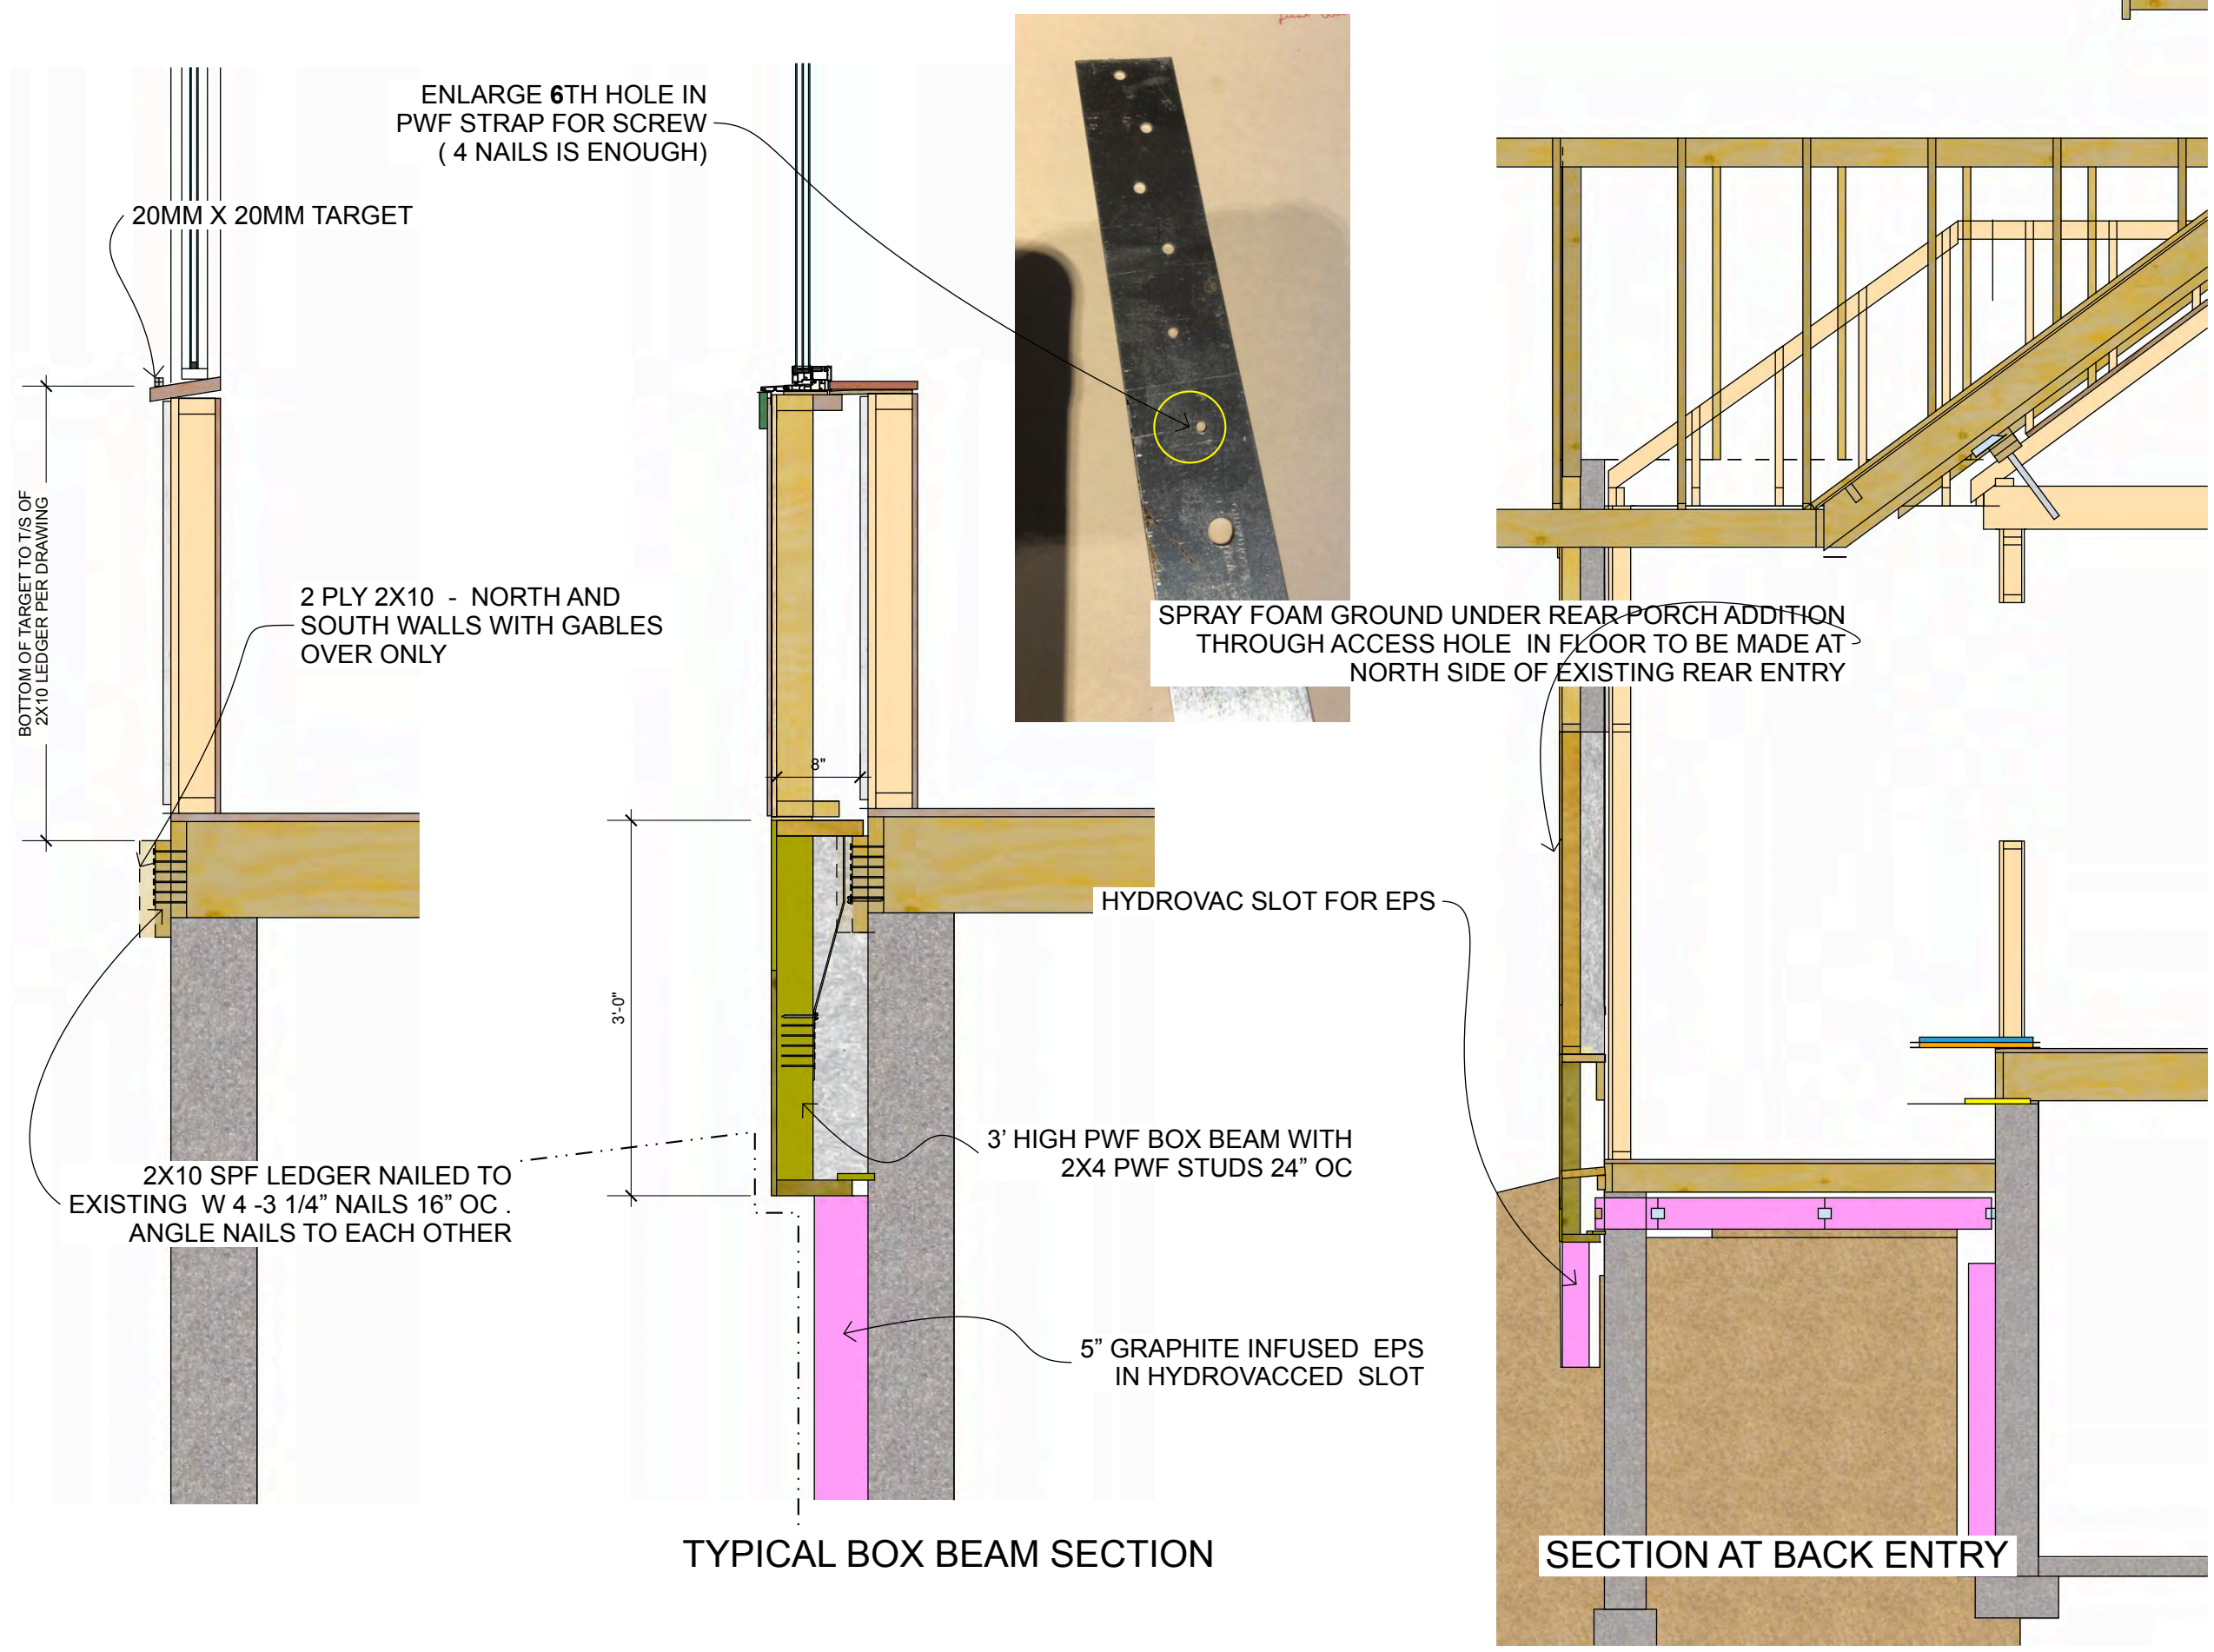 ENLARGE 6TH HOLE IN
PWF STRAP FOR SCREW
( 4 NAILS IS ENOUGH)
20MM X 20MM TARGET
BOTTOM OF TARGET TO T/S OF
2X10 LEDGER PER DRAWING
2 PLY 2X10 - NORTH AND
SOUTH WALLS WITH GABLES
OVER ONLY
SPRAY FOAM GROUND UNDER REAR PORCH ADDITION
THROUGH ACCESS HOLE IN FLOOR TO BE MADE AT
NORTH SIDE OF EXISTING REAR ENTRY
8"
HYDROVAC SLOT FOR EPS
3'-0"
3' HIGH PWF BOX BEAM WITH
2X4 PWF STUDS 24" OC
2X10 SPF LEDGER NAILED TO
EXISTING W 4 -3 1/4" NAILS 16" OC .
ANGLE NAILS TO EACH OTHER
5" GRAPHITE INFUSED EPS
IN HYDROVACCED SLOT
TYPICAL BOX BEAM SECTION
SECTION AT BACK ENTRY